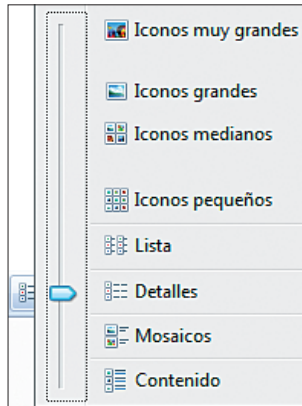 Iconos muy grandes
Iconos grandes
Iconos medianos
Iconos pequeños
Lista
Detalles
Mosaicos
Contenido